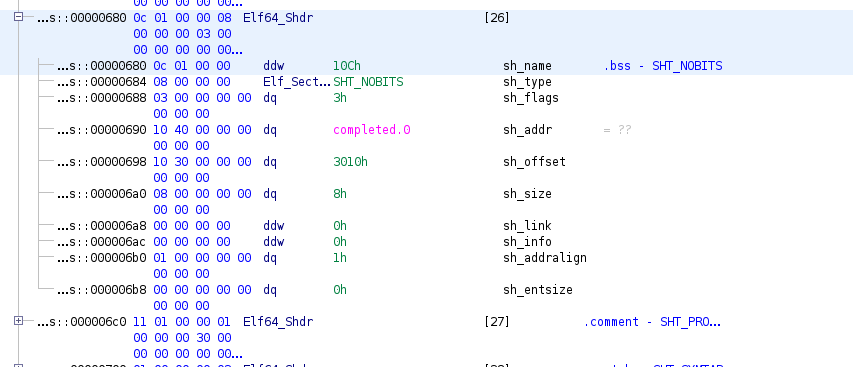 00 00 00 00 00...
...s::00000680 0c 01 00 00 08 Elf64_Shdr [26]
00 00 00 03 00
00 00 00 00 00...
...s::00000680 0c 01 00 00 ddw 10Ch sh_name .bss - SHT_NOBITS
...s::00000684 08 00 00 00 Elf_Sect... SHT_NOBITS sh_type
...s::00000688 03 00 00 00 00 dq 3h sh_flags
00 00 00
...s::00000690 10 40 00 00 00 dq completed.0 sh_addr = ??
00 00 00
...s::00000698 10 30 00 00 00 dq 3010h sh_offset
00 00 00
...s::000006a0 08 00 00 00 00 dq 8h sh_size
00 00 00
...s::000006a8 00 00 00 00 ddw 0h sh_link
...s::000006ac 00 00 00 00 ddw 0h sh_info
...s::000006b0 01 00 00 00 00 dq 1h sh_addralign
00 00 00
...s::000006b8 00 00 00 00 00 dq 0h sh_entsize
00 00 00
...s::000006c0 11 01 00 00 01 Elf64_Shdr [27] .comment - SHT_PRO...
00 00 00 30 00
00 00 00 00 00...